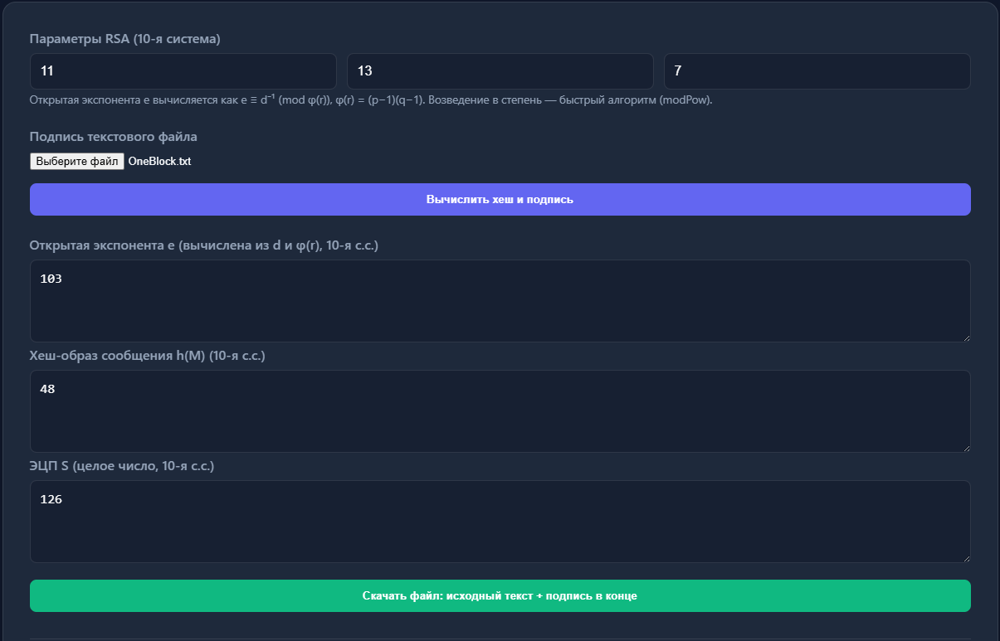 Параметры RSA (10-я система)
11 13 7
Открытая экспонента e вычисляется как e ≡ d⁻¹ (mod φ(r)), φ(r) = (p−1)(q−1). Возведение в степень — быстрый алгоритм (modPow).
Подпись текстового файла
Выберите файл OneBlock.txt
Вычислить хеш и подпись
Открытая экспонента e (вычислена из d и φ(r), 10-я с.с.)
103
Хеш-образ сообщения h(M) (10-я с.с.)
48
ЭЦП S (целое число, 10-я с.с.)
126
Скачать файл: исходный текст + подпись в конце